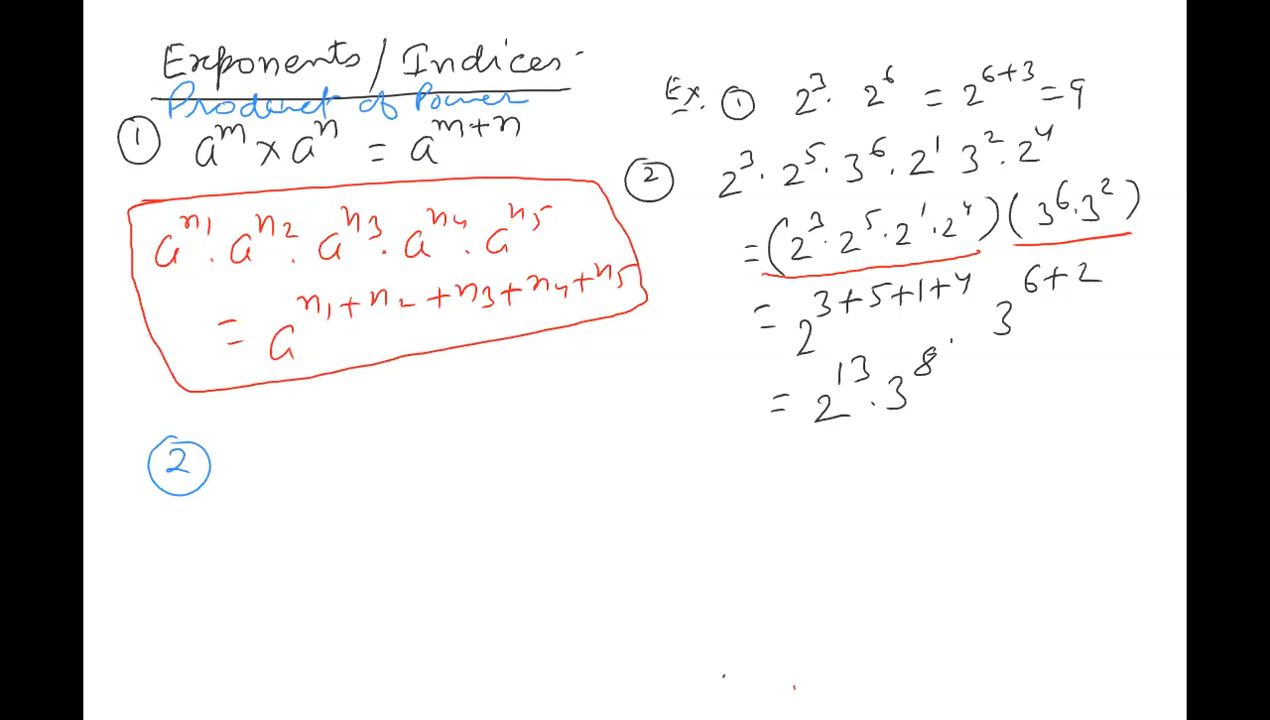 Exponents / Indices
Product of Power
① a^m × a^n = a^{m+n}
a^{n1} . a^{n2} . a^{n3} . a^{n4} . a^{n5}
= a^{n1+n2+n3+n4+n5}
②
Ex. ① 2^3 . 2^6 = 2^{6+3} = 9
② 2^3 . 2^5 . 3^6 . 2^1 3^2 . 2^4
= (2^3 . 2^5 . 2^1 . 2^4) (3^6 . 3^2)
= 2^{3+5+1+4} 3^{6+2}
= 2^{13} . 3^8